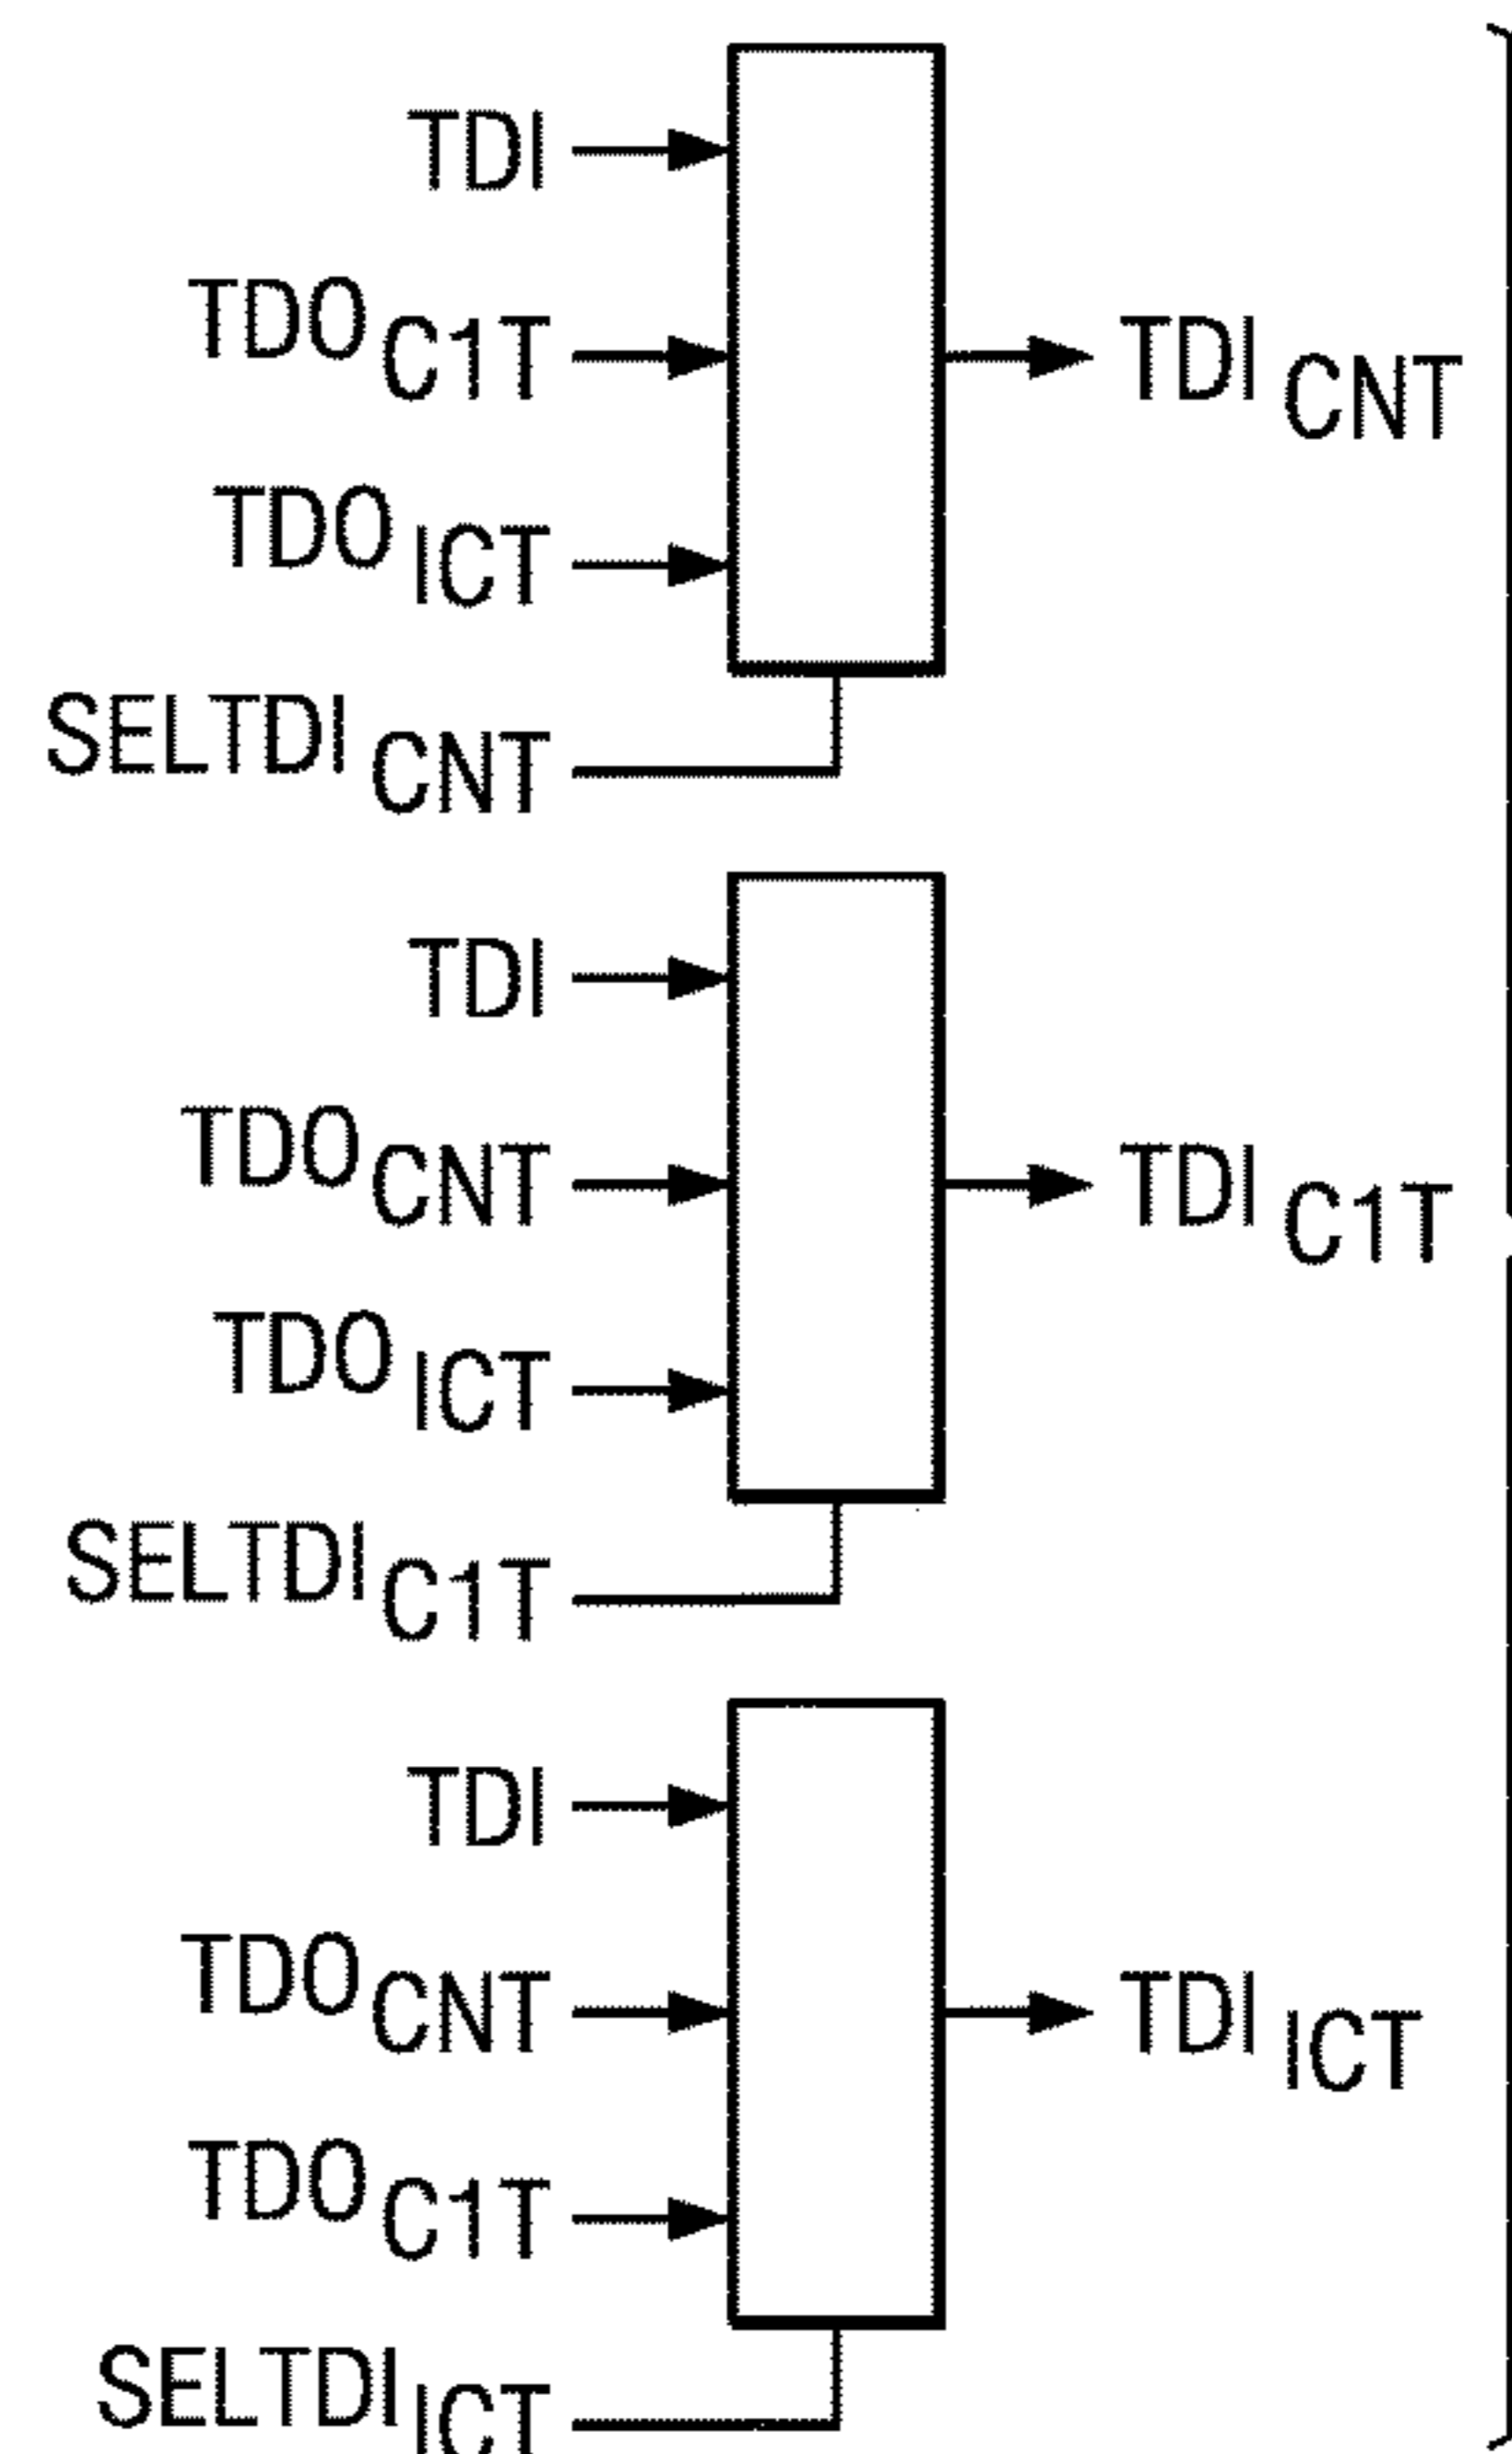 TDI
TDO C1T
TDI CNT
TDO ICT
SELTDI CNT
TDI
TDO CNT
TDI C1T
TDO ICT
SELTDI C1T
TDI
TDO CNT
TDI ICT
TDO C1T
SELTDI ICT